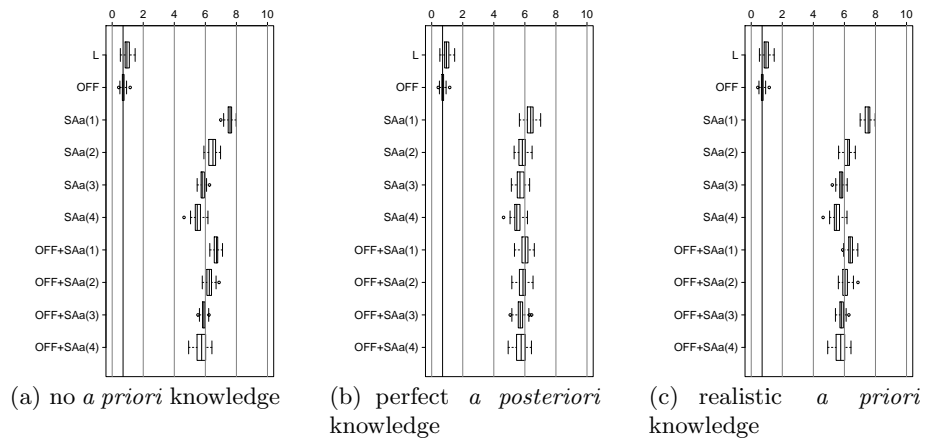 0 2 4 6 8 10
L
OFF
SAa(1)
SAa(2)
SAa(3)
SAa(4)
OFF+SAa(1)
OFF+SAa(2)
OFF+SAa(3)
OFF+SAa(4)
(a) no a priori knowledge
0 2 4 6 8 10
L
OFF
SAa(1)
SAa(2)
SAa(3)
SAa(4)
OFF+SAa(1)
OFF+SAa(2)
OFF+SAa(3)
OFF+SAa(4)
(b) perfect a posteriori
knowledge
0 2 4 6 8 10
L
OFF
SAa(1)
SAa(2)
SAa(3)
SAa(4)
OFF+SAa(1)
OFF+SAa(2)
OFF+SAa(3)
OFF+SAa(4)
(c) realistic a priori
knowledge